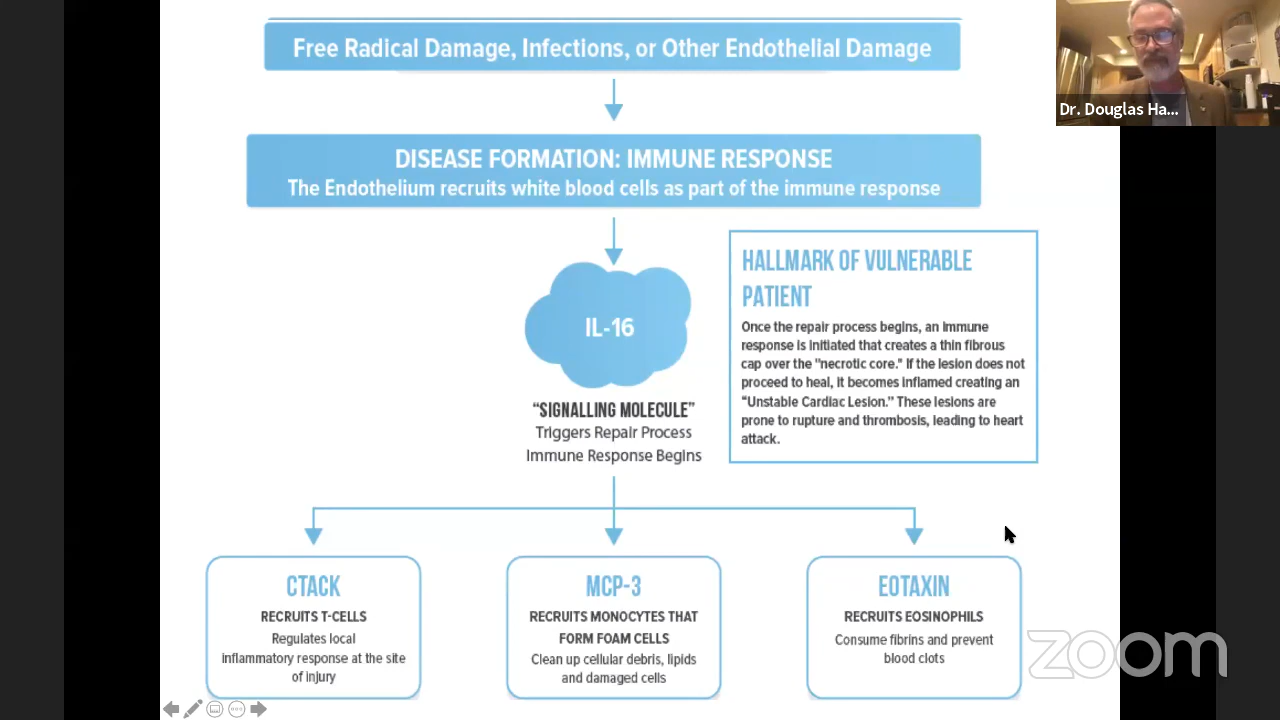 Free Radical Damage, Infections, or Other Endothelial Damage
DISEASE FORMATION: IMMUNE RESPONSE
The Endothelium recruits white blood cells as part of the immune response
IL-16
"SIGNALLING MOLECULE"
Triggers Repair Process
Immune Response Begins
HALLMARK OF VULNERABLE
PATIENT
Once the repair process begins, an immune
response is initiated that creates a thin fibrous
cap over the "necrotic core." If the lesion does not
proceed to heal, it becomes inflamed creating an
"Unstable Cardiac Lesion." These lesions are
prone to rupture and thrombosis, leading to heart
attack.
CTACK
RECRUITS T-CELLS
Regulates local
inflammatory response at the site
of injury
MCP-3
RECRUITS MONOCYTES THAT
FORM FOAM CELLS
Clean up cellular debris, lipids
and damaged cells
EOTAXIN
RECRUITS EOSINOPHILS
Consume fibrins and prevent
blood clots
Dr. Douglas Ha...
zoom